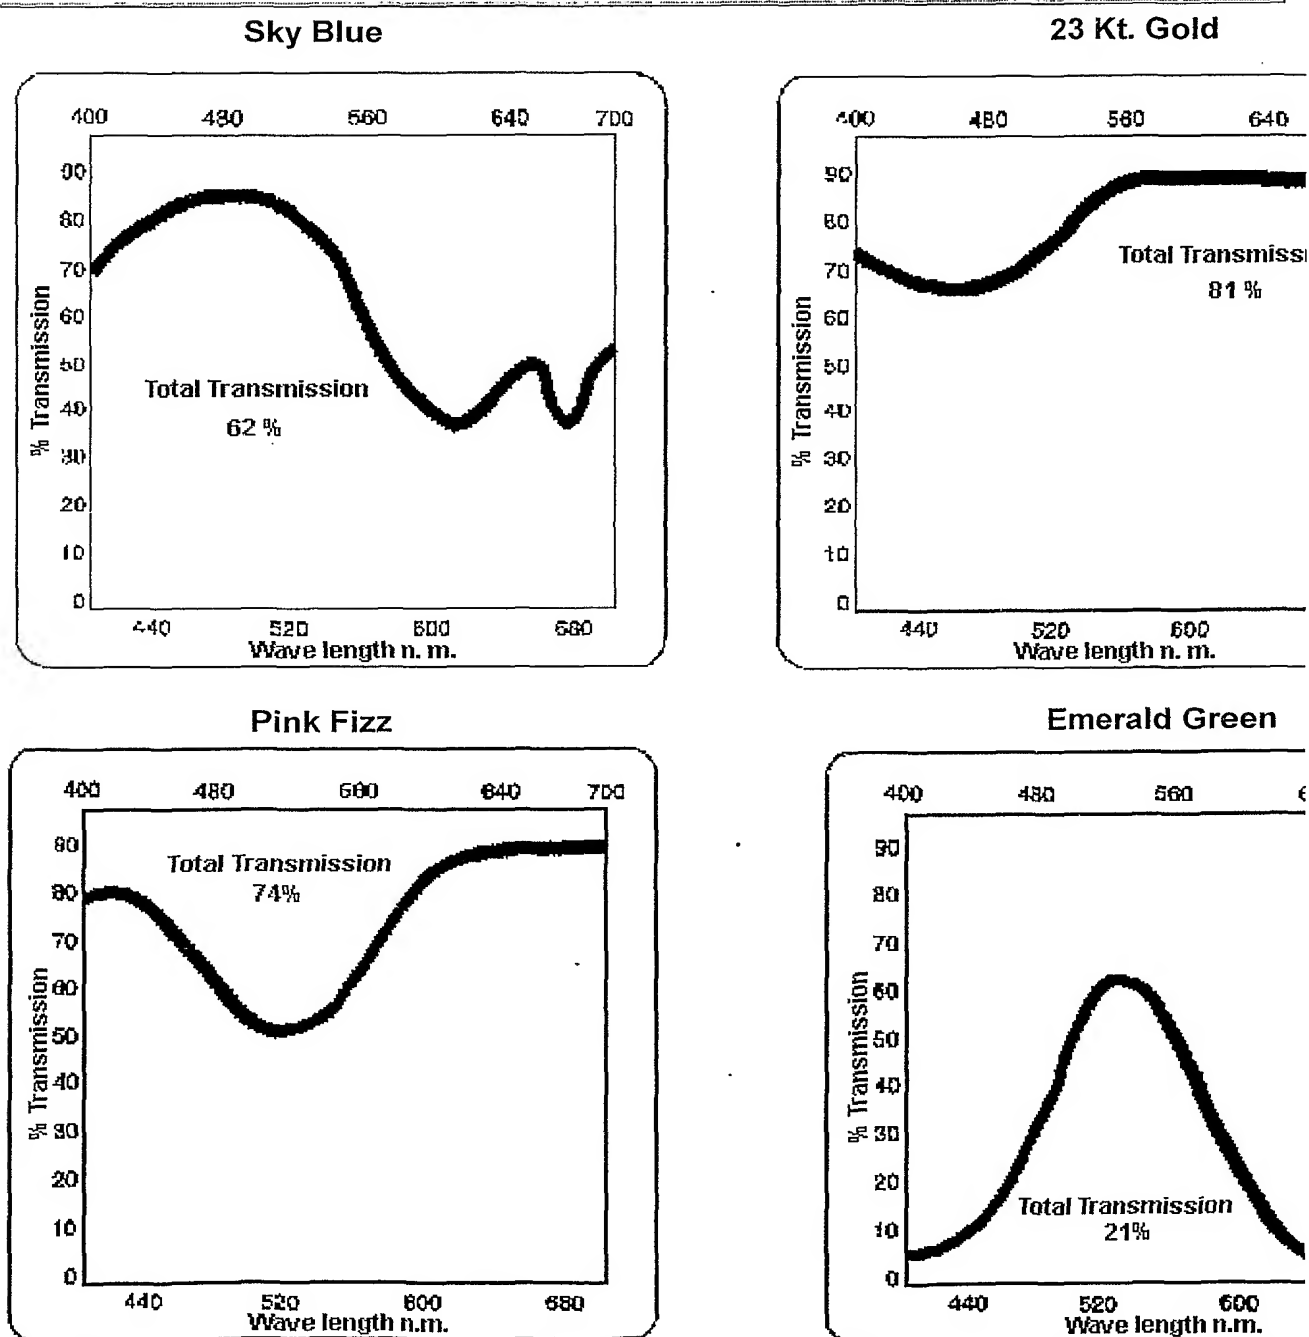 Sky Blue
400 480 560 640 700
90
80
70
60
50
40
30
20
10
0
% Transmission
Total Transmission
62 %
440 520 600 680
Wave length n. m.
23 Kt. Gold
400 480 560 640
90
80
70
60
50
40
30
20
10
0
% Transmission
Total Transmissi
81 %
440 520 600
Wave length n. m.
Pink Fizz
400 480 560 640 700
90
80
70
60
50
40
30
20
10
0
% Transmission
Total Transmission
74%
440 520 600 680
Wave length n.m.
Emerald Green
400 480 560 6
90
80
70
60
50
40
30
20
10
0
% Transmission
Total Transmission
21%
440 520 600
Wave length n.m.